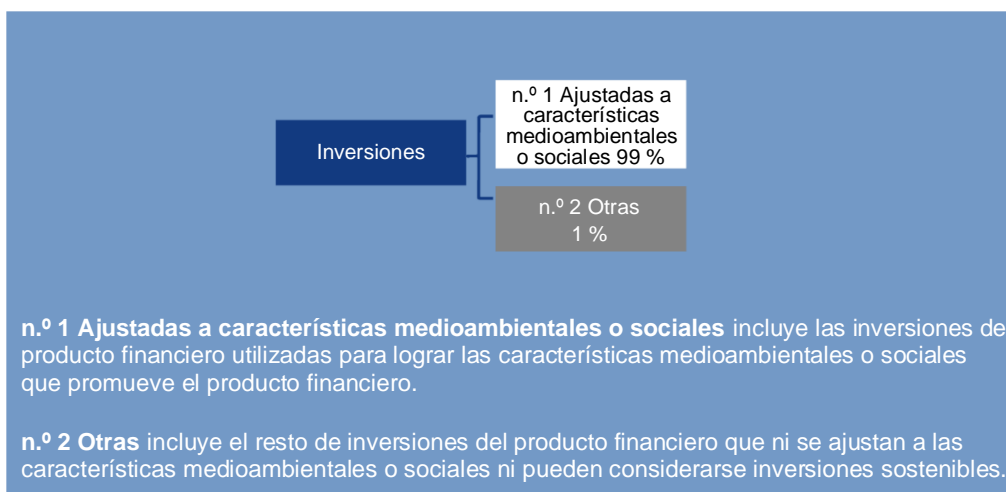 Inversiones
n.º 1 Ajustadas a
características
medioambientales
o sociales 99 %
n.º 2 Otras
1 %
n.º 1 Ajustadas a características medioambientales o sociales incluye las inversiones de
producto financiero utilizadas para lograr las características medioambientales o sociales
que promueve el producto financiero.
n.º 2 Otras incluye el resto de inversiones del producto financiero que ni se ajustan a las
características medioambientales o sociales ni pueden considerarse inversiones sostenibles.